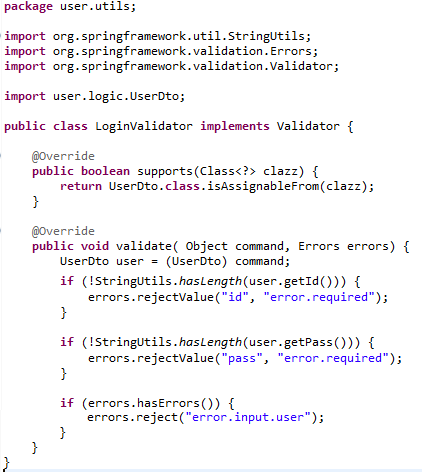 package user.utils;
import org.springframework.util.StringUtils;
import org.springframework.validation.Errors;
import org.springframework.validation.Validator;
import user.logic.UserDto;
public class LoginValidator implements Validator {
@Override
public boolean supports(Class<?> clazz) {
return UserDto.class.isAssignableFrom(clazz);
}
@Override
public void validate( Object command, Errors errors) {
UserDto user = (UserDto) command;
if (!StringUtils.hasLength(user.getId())) {
errors.rejectValue("id", "error.required");
}
if (!StringUtils.hasLength(user.getPass())) {
errors.rejectValue("pass", "error.required");
}
if (errors.hasErrors()) {
errors.reject("error.input.user");
}
}
}